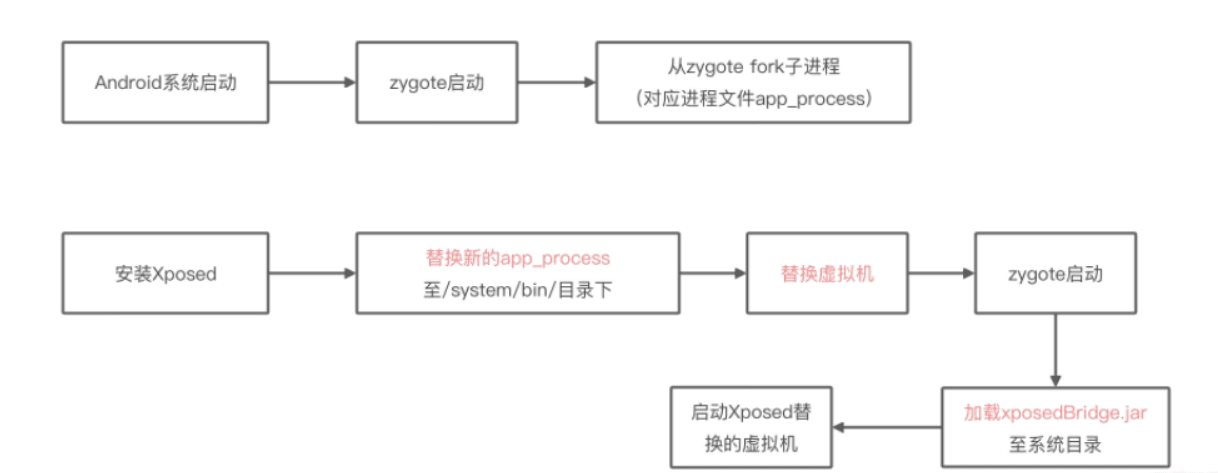 Android系统启动
zygote启动
从zygote fork子进程
（对应进程文件app_process）
安装Xposed
替换新的app_process
至/system/bin/目录下
替换虚拟机
zygote启动
加载xposedBridge.jar
至系统目录
启动Xposed替
换的虚拟机